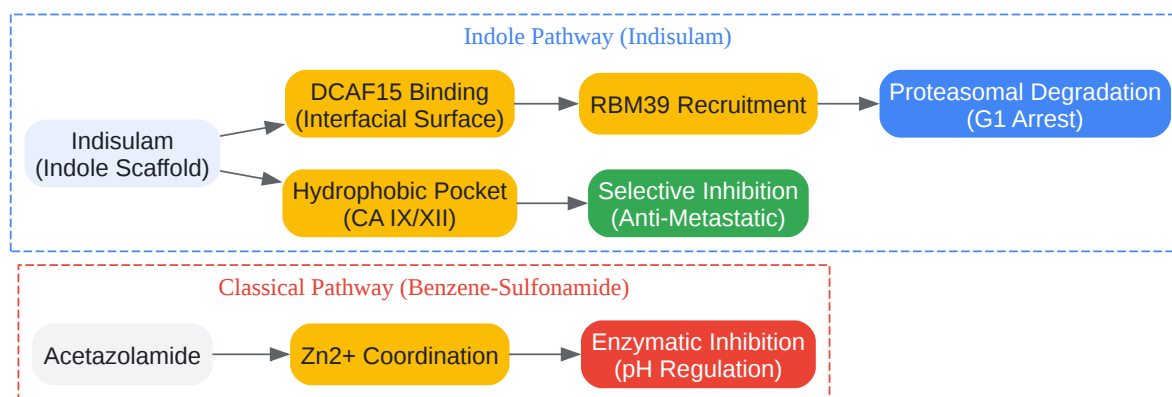 Indole Pathway (Indisulam)
Indisulam
(Indole Scaffold)
DCAF15 Binding
(Interfacial Surface)
RBM39 Recruitment
Proteasomal Degradation
(G1 Arrest)
Hydrophobic Pocket
(CA IX/XII)
Selective Inhibition
(Anti-Metastatic)
Classical Pathway (Benzene-Sulfonamide)
Acetazolamide
Zn2+ Coordination
Enzymatic Inhibition
(pH Regulation)